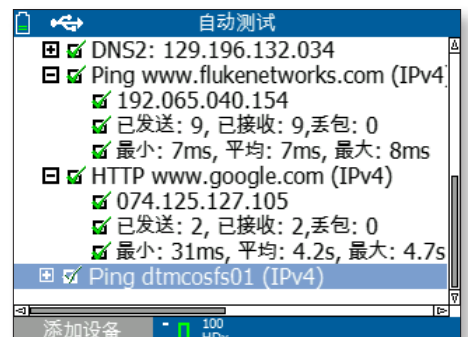 自动测试
DNS2: 129.196.132.034
Ping www.flukenetworks.com (IPv4
192.065.040.154
已发送: 9, 已接收: 9,丢包: 0
最小: 7ms, 平均: 7ms, 最大: 8ms
HTTP www.google.com (IPv4)
074.125.127.105
已发送: 2, 已接收: 2,丢包: 0
最小: 31ms, 平均: 4.2s, 最大: 4.7s
Ping dtmcosfs01 (IPv4)
添加设备
100